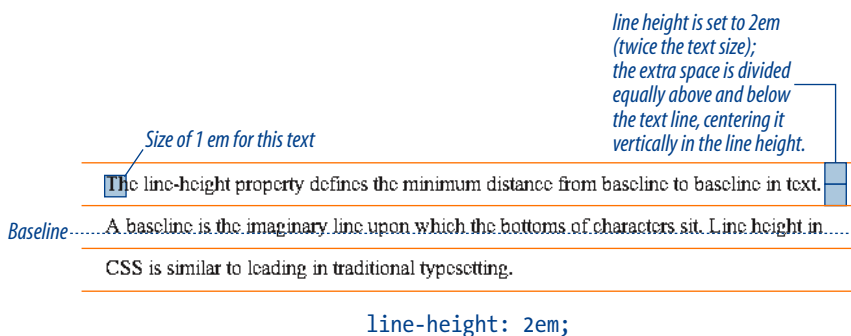 line height is set to 2em
(twice the text size);
the extra space is divided
equally above and below
the text line, centering it
vertically in the line height.
Size of 1 em for this text
The line-height property defines the minimum distance from baseline to baseline in text.
Baseline
A baseline is the imaginary line upon which the bottoms of characters sit. Line height in
CSS is similar to leading in traditional typesetting.
line-height: 2em;